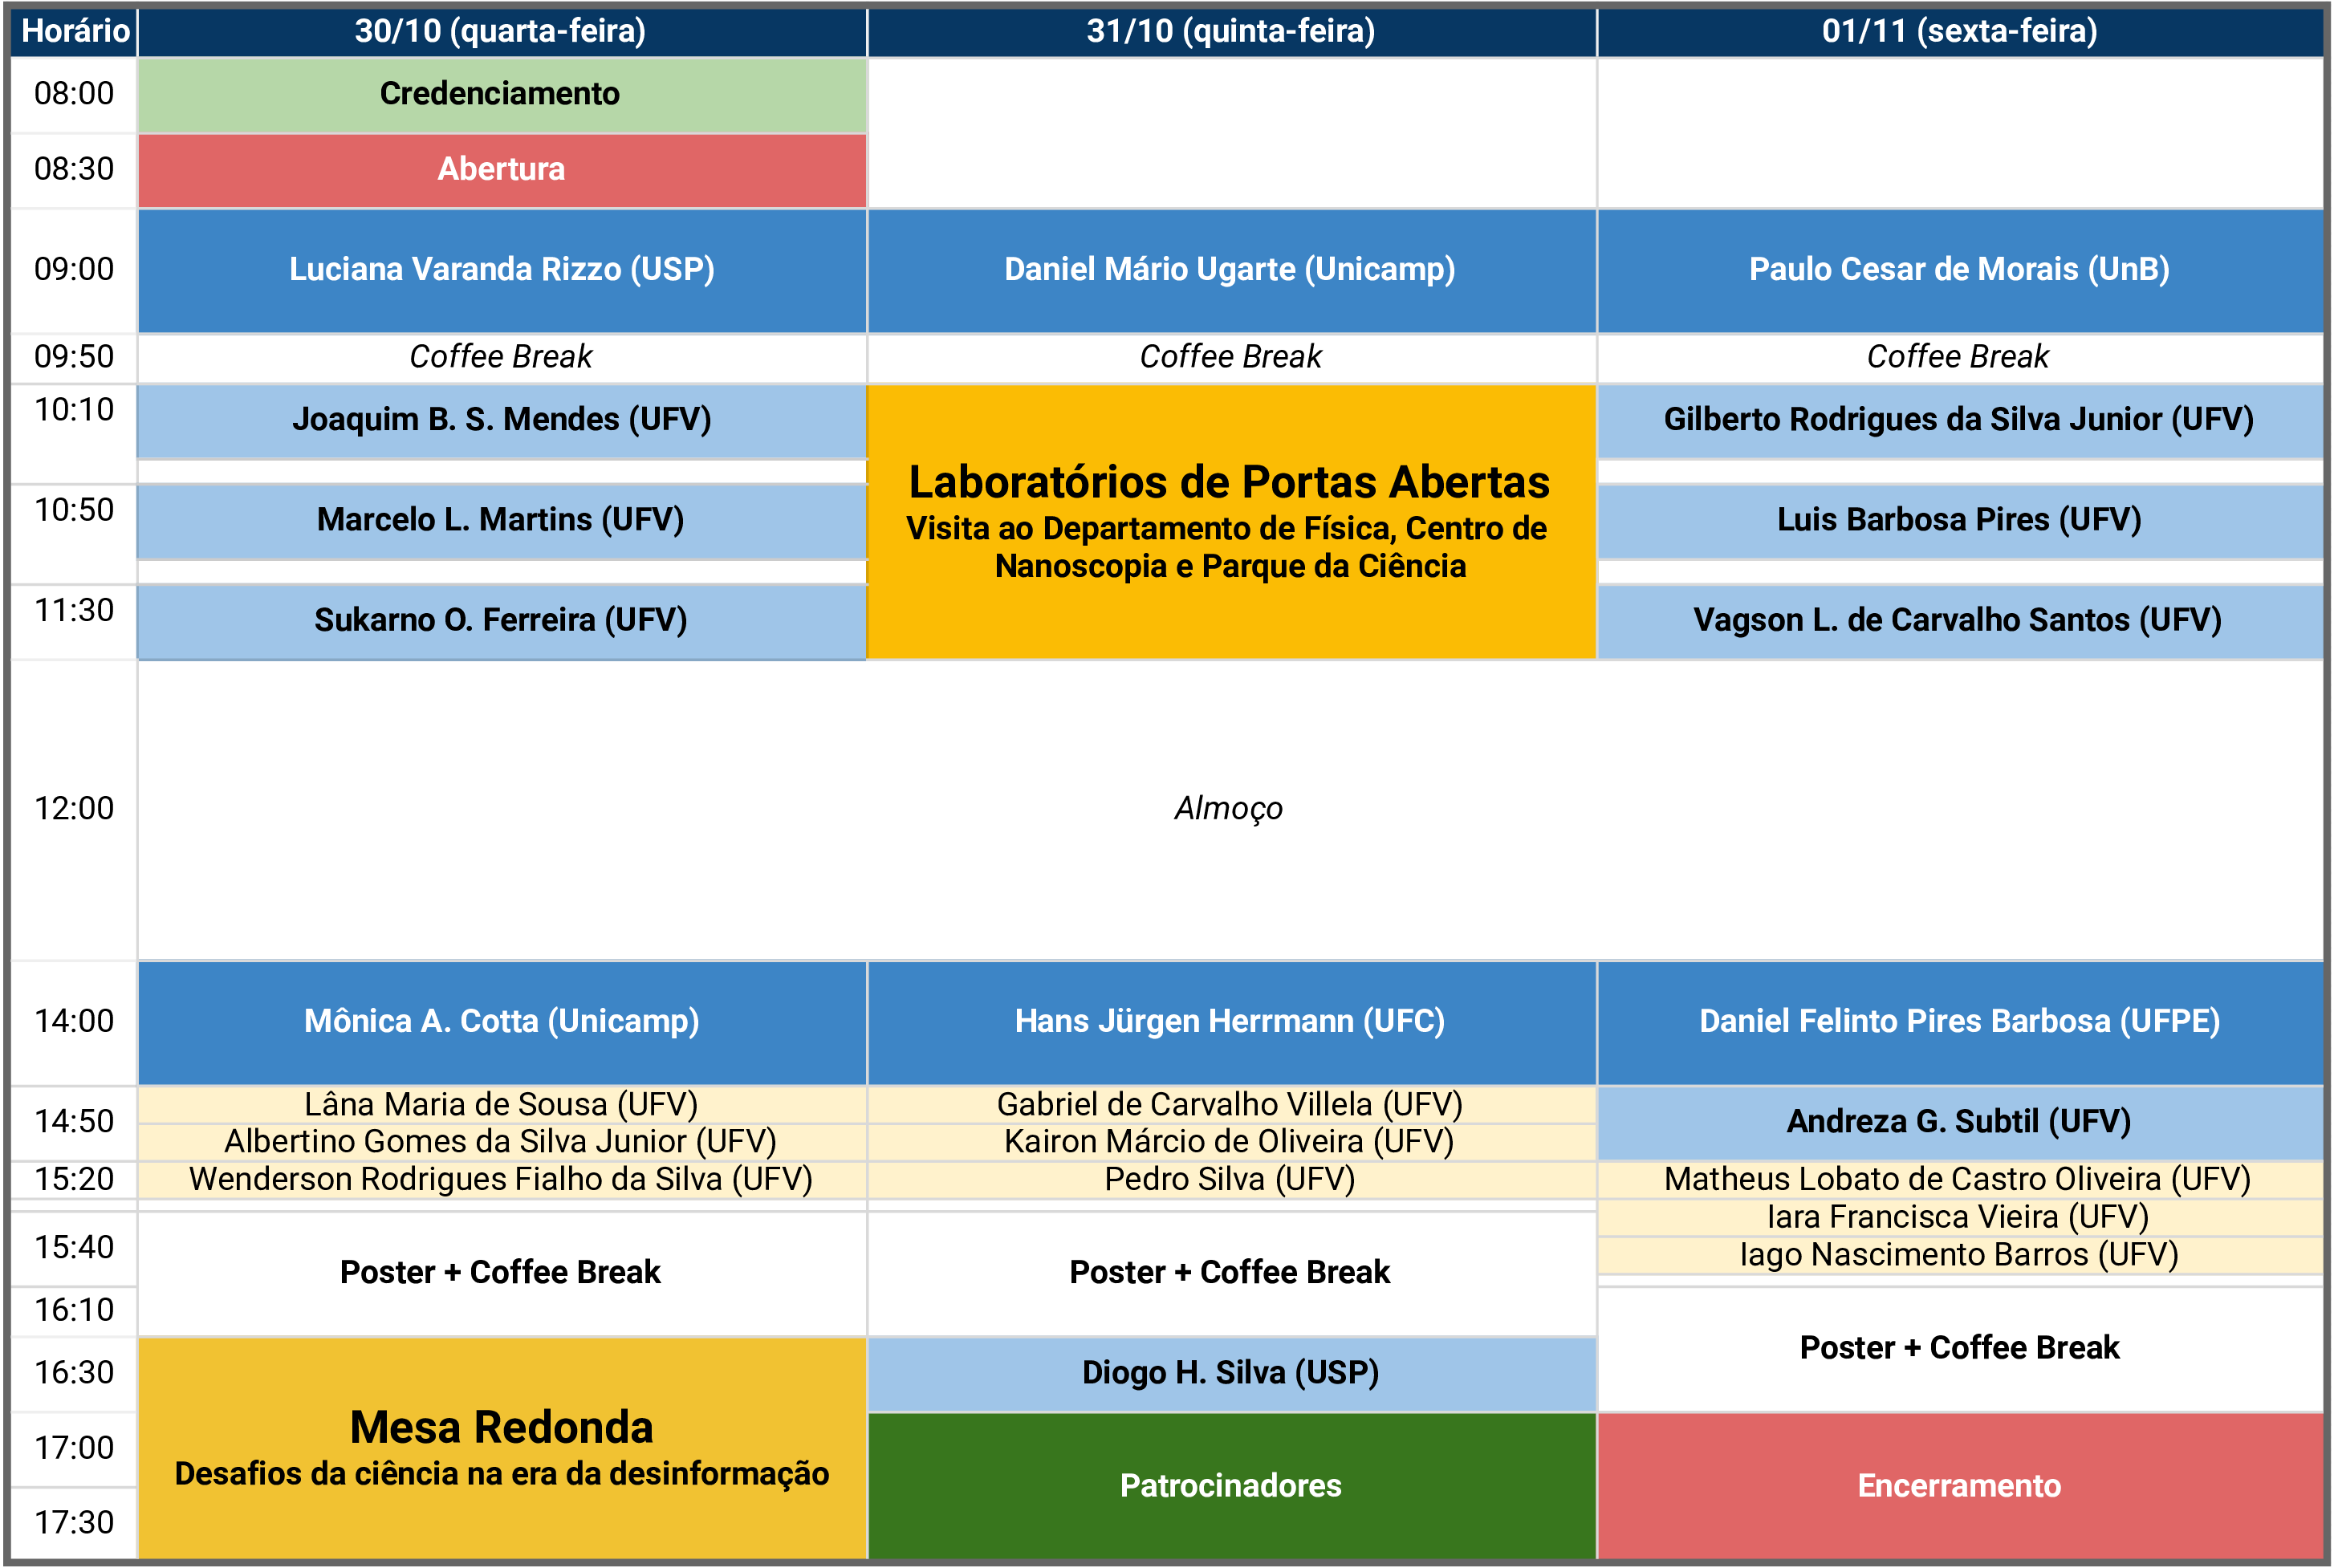 Horário 30/10 (quarta-feira) 31/10 (quinta-feira) 01/11 (sexta-feira)
08:00 Credenciamento
08:30 Abertura
09:00 Luciana Varanda Rizzo (USP) Daniel Mário Ugarte (Unicamp) Paulo Cesar de Morais (UnB)
09:50 Coffee Break Coffee Break Coffee Break
10:10 Joaquim B. S. Mendes (UFV) Gilberto Rodrigues da Silva Junior (UFV)
Laboratórios de Portas Abertas
10:50 Marcelo L. Martins (UFV) Luis Barbosa Pires (UFV)
Visita ao Departamento de Física, Centro de
Nanoscopia e Parque da Ciência
11:30 Sukarno O. Ferreira (UFV) Vagson L. de Carvalho Santos (UFV)
12:00 Almoço
14:00 Mônica A. Cotta (Unicamp) Hans Jürgen Herrmann (UFC) Daniel Felinto Pires Barbosa (UFPE)
Lâna Maria de Sousa (UFV) Gabriel de Carvalho Villela (UFV)
14:50 Andreza G. Subtil (UFV)
Albertino Gomes da Silva Junior (UFV) Kairon Márcio de Oliveira (UFV)
15:20 Wenderson Rodrigues Fialho da Silva (UFV) Pedro Silva (UFV) Matheus Lobato de Castro Oliveira (UFV)
Iara Francisca Vieira (UFV)
15:40 Iago Nascimento Barros (UFV)
Poster + Coffee Break Poster + Coffee Break
16:10
Poster + Coffee Break
16:30 Diogo H. Silva (USP)
Mesa Redonda
17:00
Desafios da ciência na era da desinformação Patrocinadores Encerramento
17:30